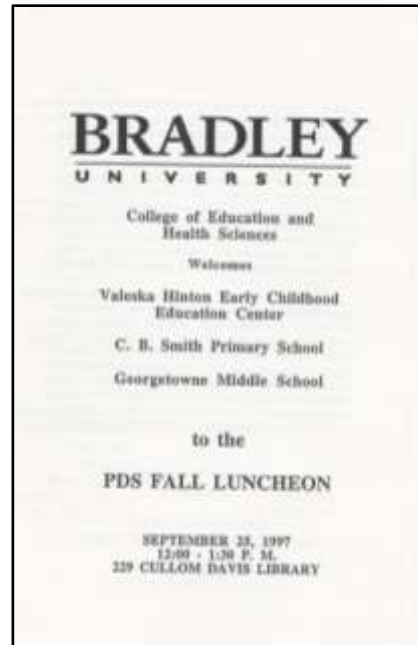 BRADLEY
UNIVERSITY
College of Education and
Health Sciences
Welcomes
Valeska Hinton Early Childhood
Education Center
C. B. Smith Primary School
Georgetowne Middle School
to the
PDS FALL LUNCHEON
SEPTEMBER 25, 1997
12:00 - 1:30 P. M.
229 CULLOM DAVIS LIBRARY